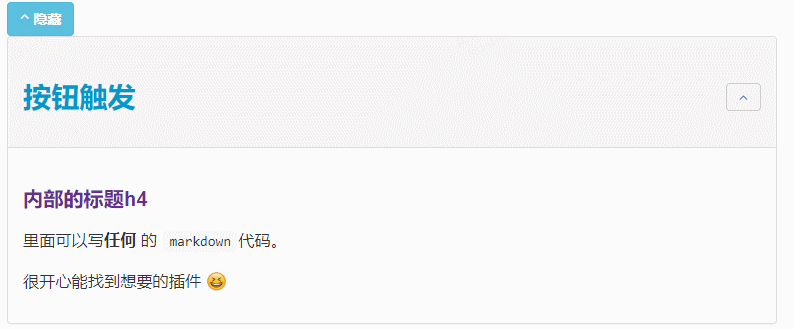 隐藏
按钮触发
内部的标题h4
里面可以写任何 的 markdown 代码。
很开心能找到想要的插件 😆